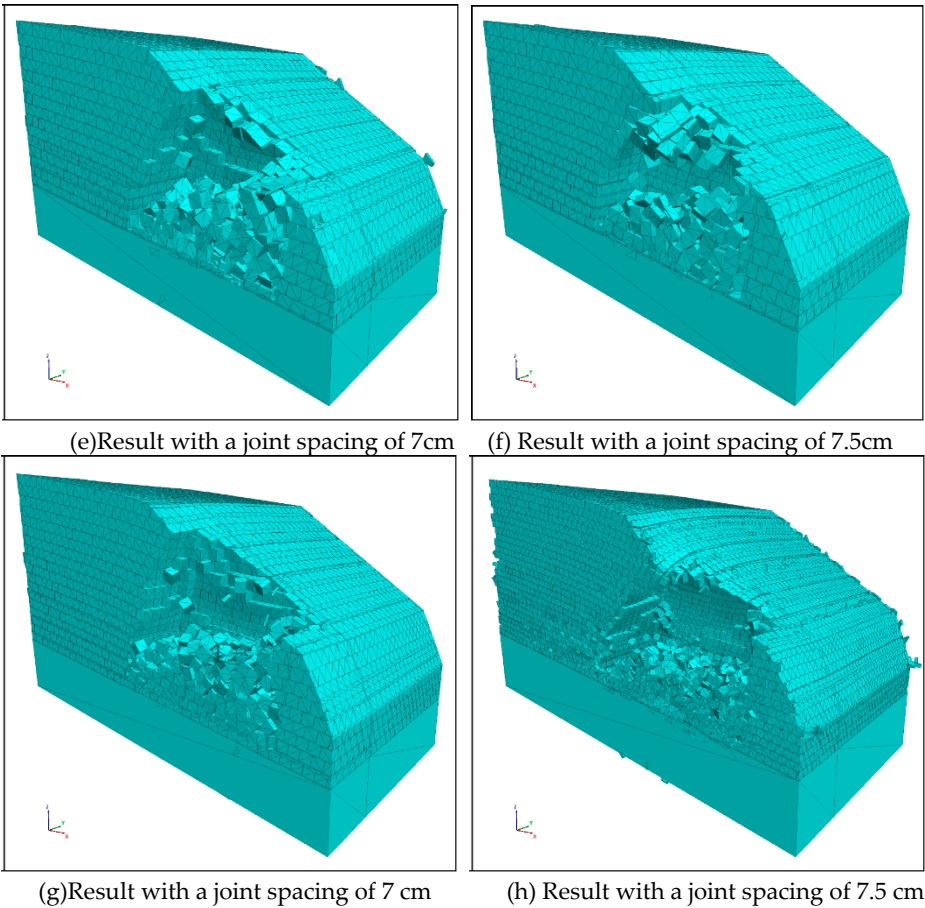 (e)Result with a joint spacing of 7cm (f) Result with a joint spacing of 7.5cm
(g)Result with a joint spacing of 7 cm (h) Result with a joint spacing of 7.5 cm